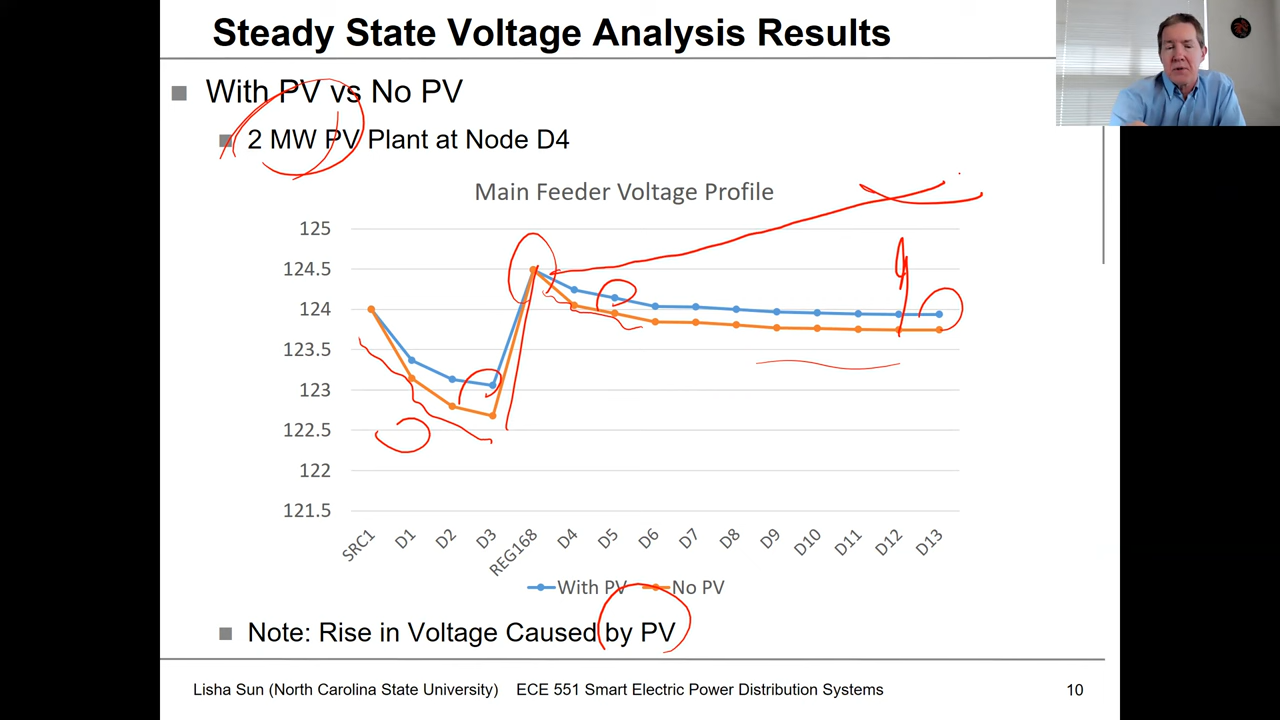 Steady State Voltage Analysis Results
With PV vs No PV
2 MW PV Plant at Node D4
Main Feeder Voltage Profile
125
124.5
124
123.5
123
122.5
122
121.5
SRC1 D1 D2 D3 REG168 D4 D5 D6 D7 D8 D9 D10 D11 D12 D13
With PV No PV
Note: Rise in Voltage Caused by PV
Lisha Sun (North Carolina State University) ECE 551 Smart Electric Power Distribution Systems 10